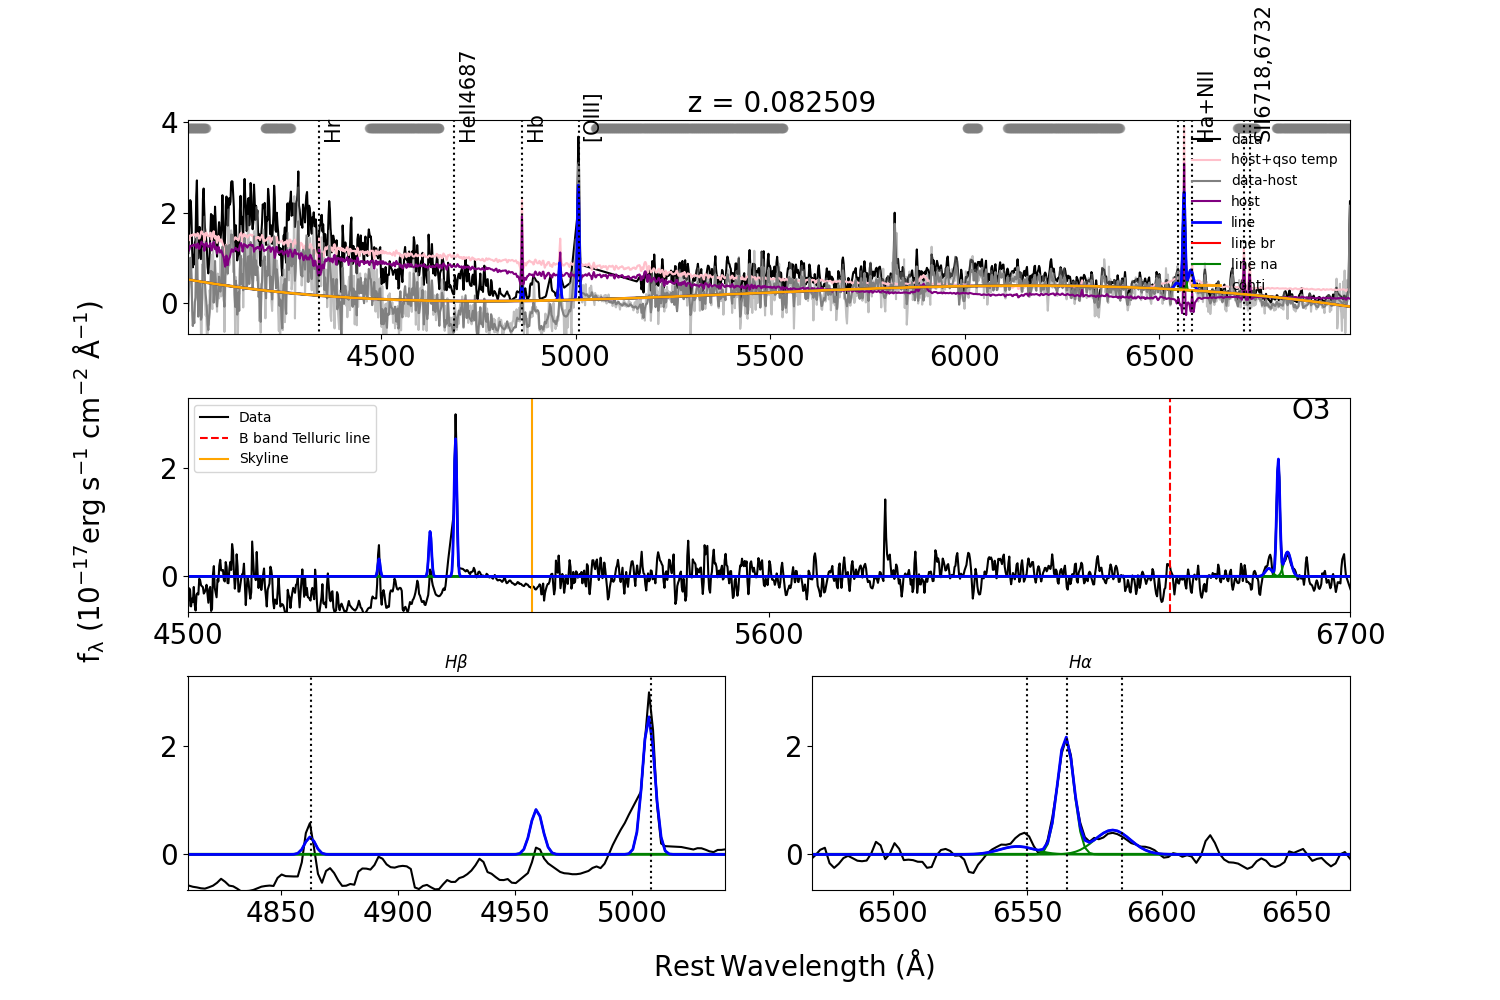 z = 0.082509
Hr
HeII4687
Hb
[OIII]
Ha+NII
SII6718,6732
4
2
0
data
host+qso temp
data-host
host
line
line br
line na
conti
4500
5000
5500
6000
6500
f_λ (10⁻¹⁷erg s⁻¹ cm⁻² Å⁻¹)
Data
B band Telluric line
Skyline
O3
2
0
4500
5600
6700
Hβ
2
0
4850
4900
4950
5000
Hα
2
0
6500
6550
6600
6650
Rest Wavelength (Å)